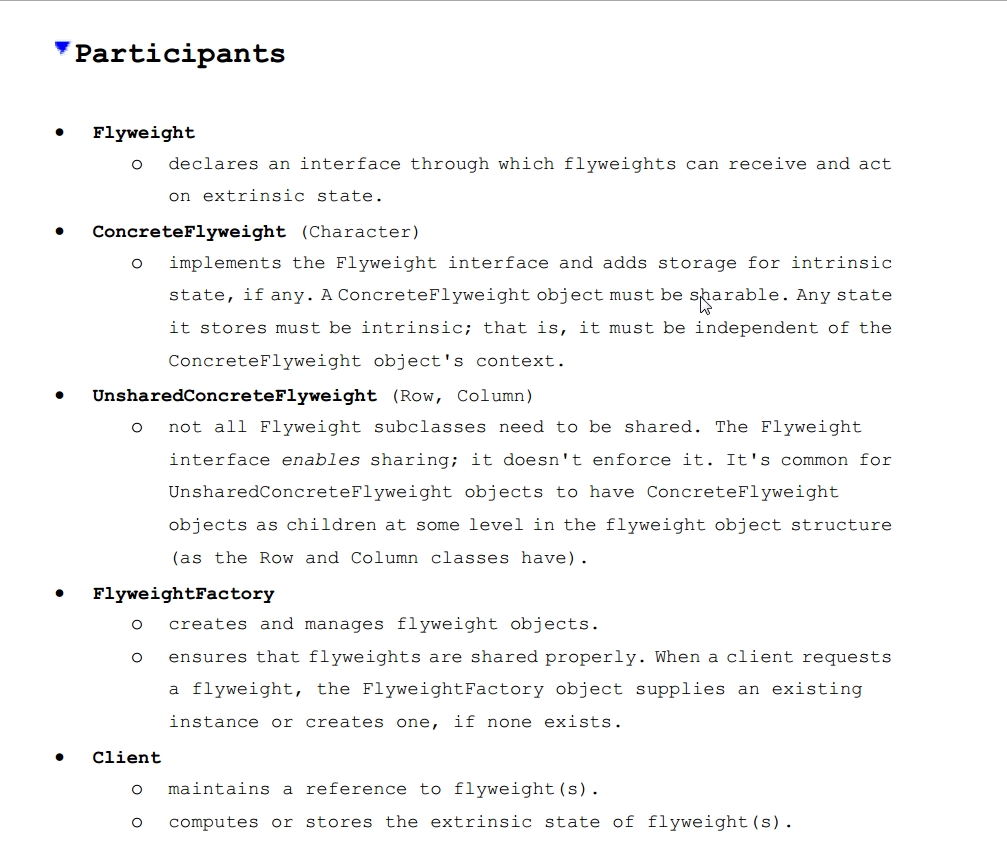 Participants
● Flyweight
o declares an interface through which flyweights can receive and act
on extrinsic state.
● ConcreteFlyweight (Character)
o implements the Flyweight interface and adds storage for intrinsic
state, if any. A ConcreteFlyweight object must be sharable. Any state
it stores must be intrinsic; that is, it must be independent of the
ConcreteFlyweight object's context.
● UnsharedConcreteFlyweight (Row, Column)
o not all Flyweight subclasses need to be shared. The Flyweight
interface enables sharing; it doesn't enforce it. It's common for
UnsharedConcreteFlyweight objects to have ConcreteFlyweight
objects as children at some level in the flyweight object structure
(as the Row and Column classes have).
● FlyweightFactory
o creates and manages flyweight objects.
o ensures that flyweights are shared properly. When a client requests
a flyweight, the FlyweightFactory object supplies an existing
instance or creates one, if none exists.
● Client
o maintains a reference to flyweight(s).
o computes or stores the extrinsic state of flyweight(s).